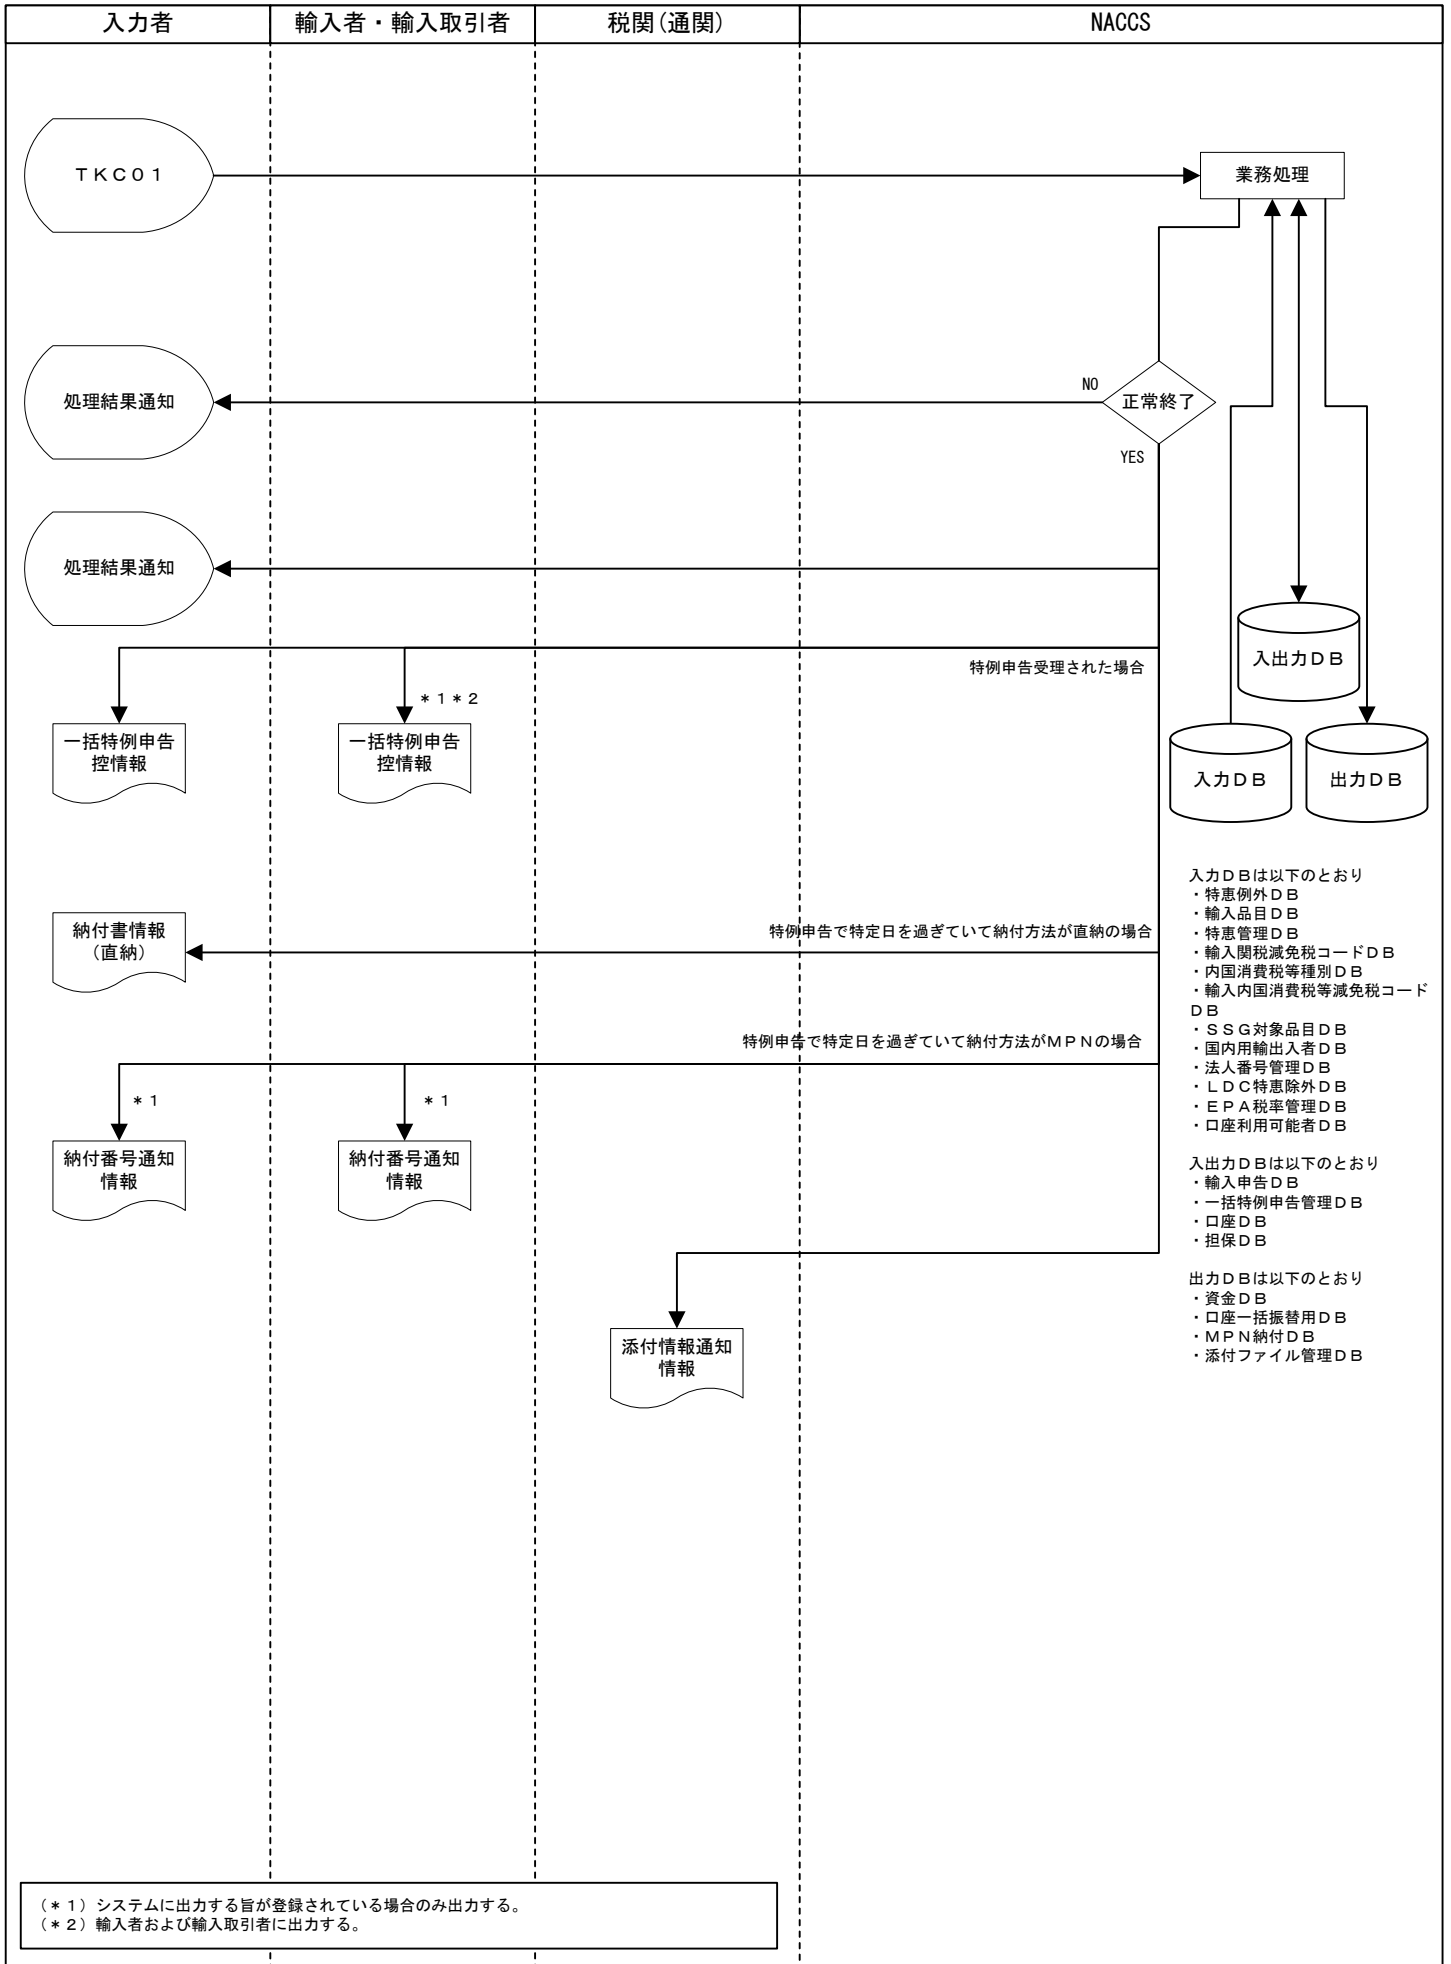 入力者
輸入者・輸入取引者
税関(通関)
NACCS
ＴＫＣ０１
業務処理
NO
正常終了
処理結果通知
YES
処理結果通知
特例申告受理された場合
＊１＊２
一括特例申告
控情報
一括特例申告
控情報
入出力ＤＢ
入力ＤＢ
出力ＤＢ
納付書情報
（直納）
特例申告で特定日を過ぎていて納付方法が直納の場合
特例申告で特定日を過ぎていて納付方法がＭＰＮの場合
＊１
＊１
納付番号通知
情報
納付番号通知
情報
添付情報通知
情報
入力ＤＢは以下のとおり
・特恵例外ＤＢ
・輸入品目ＤＢ
・特恵管理ＤＢ
・輸入関税減免税コードＤＢ
・内国消費税等種別ＤＢ
・輸入内国消費税等減免税コード
ＤＢ
・ＳＳＧ対象品目ＤＢ
・国内用輸出入者ＤＢ
・法人番号管理ＤＢ
・ＬＤＣ特恵除外ＤＢ
・ＥＰＡ税率管理ＤＢ
・口座利用可能者ＤＢ
入出力ＤＢは以下のとおり
・輸入申告ＤＢ
・一括特例申告管理ＤＢ
・口座ＤＢ
・担保ＤＢ
出力ＤＢは以下のとおり
・資金ＤＢ
・口座一括振替用ＤＢ
・ＭＰＮ納付ＤＢ
・添付ファイル管理ＤＢ
（＊１）システムに出力する旨が登録されている場合のみ出力する。
（＊２）輸入者および輸入取引者に出力する。